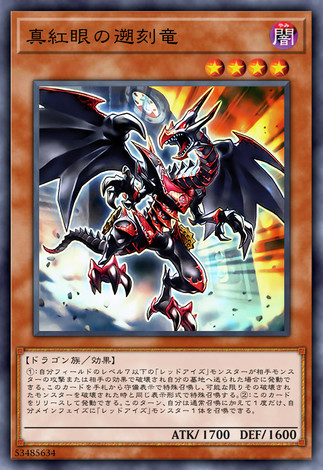 真紅眼の遡刻竜
やみ
闇
【ドラゴン族／効果】
①:自分フィールドのレベル７以下の「レッドアイズ」モンスターが相手モンス
ターの攻撃または相手の効果で破壊され自分の墓地へ送られた場合に発動で
きる。このカードを手札から守備表示で特殊召喚し、可能な限りその破壊され
たモンスターを破壊された時と同じ表示形式で特殊召喚する。②:このカード
をリリースして発動できる。このターン、自分は通常召喚に加えて１度だけ、自
分メインフェイズに「レッドアイズ」モンスター１体を召喚できる。
ATK/ 1700 DEF/1600
53485634